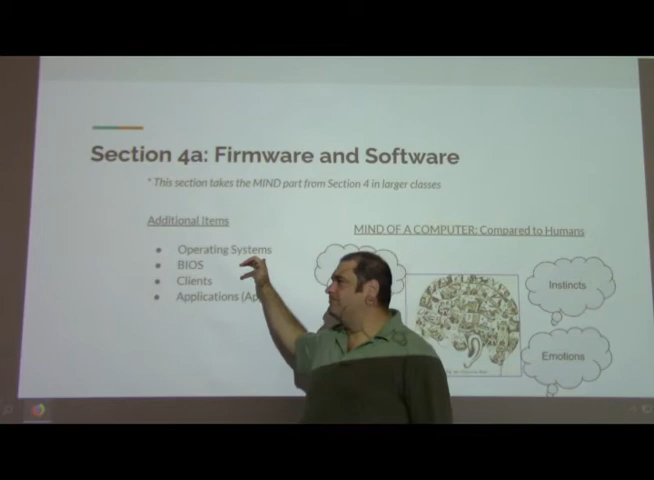 Section 4a: Firmware and Software
* This section takes the MIND part from Section 4 in larger classes
Additional Items
MIND OF A COMPUTER: Compared to Humans
● Operating Systems
● BIOS
● Clients
● Applications
Instincts
Emotions